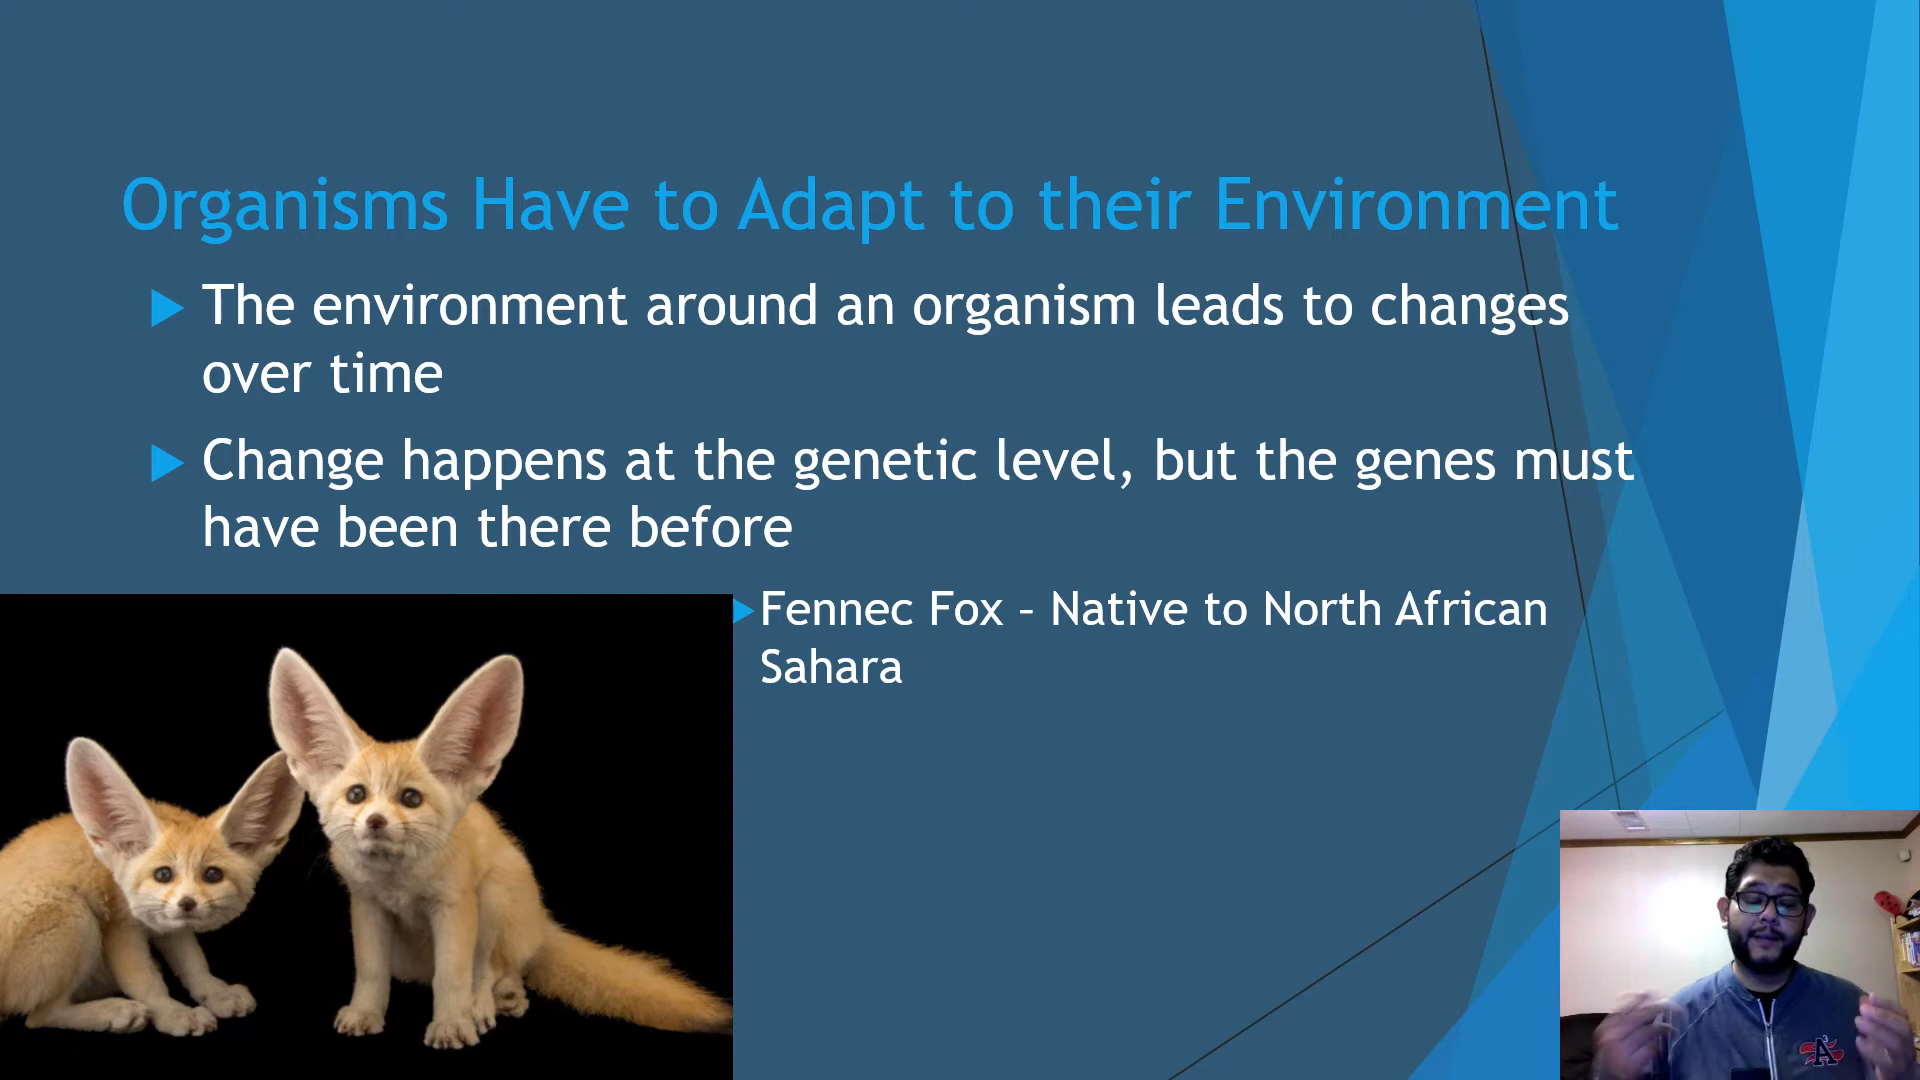 Organisms Have to Adapt to their Environment
The environment around an organism leads to changes
over time
Change happens at the genetic level, but the genes must
have been there before
Fennec Fox – Native to North African
Sahara
A